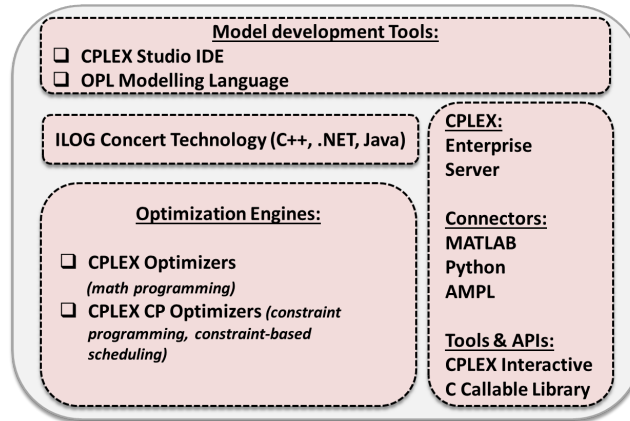 Model development Tools:
❑ CPLEX Studio IDE
❑ OPL Modelling Language
ILOG Concert Technology (C++, .NET, Java)
Optimization Engines:
❑ CPLEX Optimizers
(math programming)
❑ CPLEX CP Optimizers (constraint
programming, constraint-based
scheduling)
CPLEX:
Enterprise
Server
Connectors:
MATLAB
Python
AMPL
Tools & APIs:
CPLEX Interactive
C Callable Library